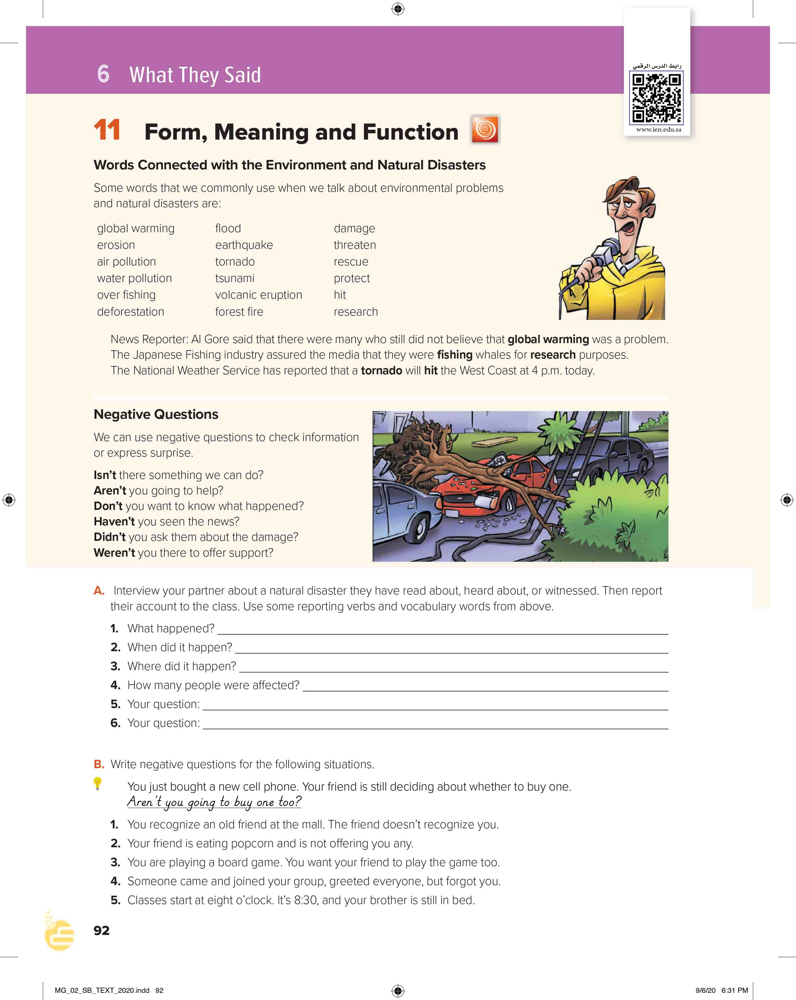 رابط الدرس الرقمي
www.ien.edu.sa
6 What They Said
11 Form, Meaning and Function
Words Connected with the Environment and Natural Disasters
Some words that we commonly use when we talk about environmental problems
and natural disasters are:
global warming flood damage
erosion earthquake threaten
air pollution tornado rescue
water pollution tsunami protect
over fishing volcanic eruption hit
deforestation forest fire research
News Reporter: Al Gore said that there were many who still did not believe that global warming was a problem.
The Japanese Fishing industry assured the media that they were fishing whales for research purposes.
The National Weather Service has reported that a tornado will hit the West Coast at 4 p.m. today.
Negative Questions
We can use negative questions to check information
or express surprise.
Isn't there something we can do?
Aren't you going to help?
Don't you want to know what happened?
Haven't you seen the news?
Didn't you ask them about the damage?
Weren't you there to offer support?
A. Interview your partner about a natural disaster they have read about, heard about, or witnessed. Then report
their account to the class. Use some reporting verbs and vocabulary words from above.
1. What happened?
2. When did it happen?
3. Where did it happen?
4. How many people were affected?
5. Your question:
6. Your question:
B. Write negative questions for the following situations.
You just bought a new cell phone. Your friend is still deciding about whether to buy one.
Aren't you going to buy one too?
1. You recognize an old friend at the mall. The friend doesn't recognize you.
2. Your friend is eating popcorn and is not offering you any.
3. You are playing a board game. You want your friend to play the game too.
4. Someone came and joined your group, greeted everyone, but forgot you.
5. Classes start at eight o'clock. It's 8:30, and your brother is still in bed.
92
MG_02_SB_TEXT_2020.indd 92
9/6/20 6:31 PM